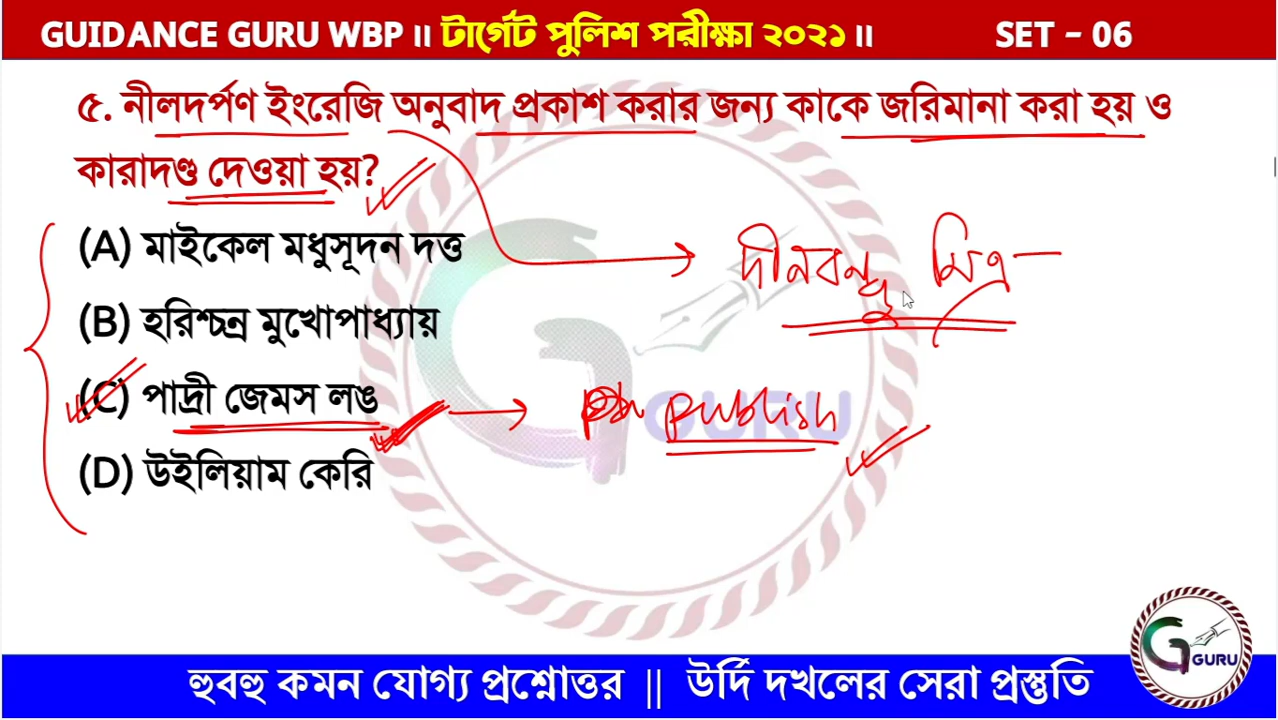 GUIDANCE GURU WBP ।। টার্গেট পুলিশ পরীক্ষা ২০২১ ।। SET – 06
৫. নীলদর্পণ ইংরেজি অনুবাদ প্রকাশ করার জন্য কাকে জরিমানা করা হয় ও
কারাদণ্ড দেওয়া হয়?
(A) মাইকেল মধুসূদন দত্ত
দীনবন্ধু মিত্র
(B) হরিশ্চন্দ্র মুখোপাধ্যায়
(C) পাদ্রী জেমস লঙ
publish
GURU
(D) উইলিয়াম কেরি
G GURU
হুবহু কমন যোগ্য প্রশ্নোত্তর || উর্দি দখলের সেরা প্রস্তুতি